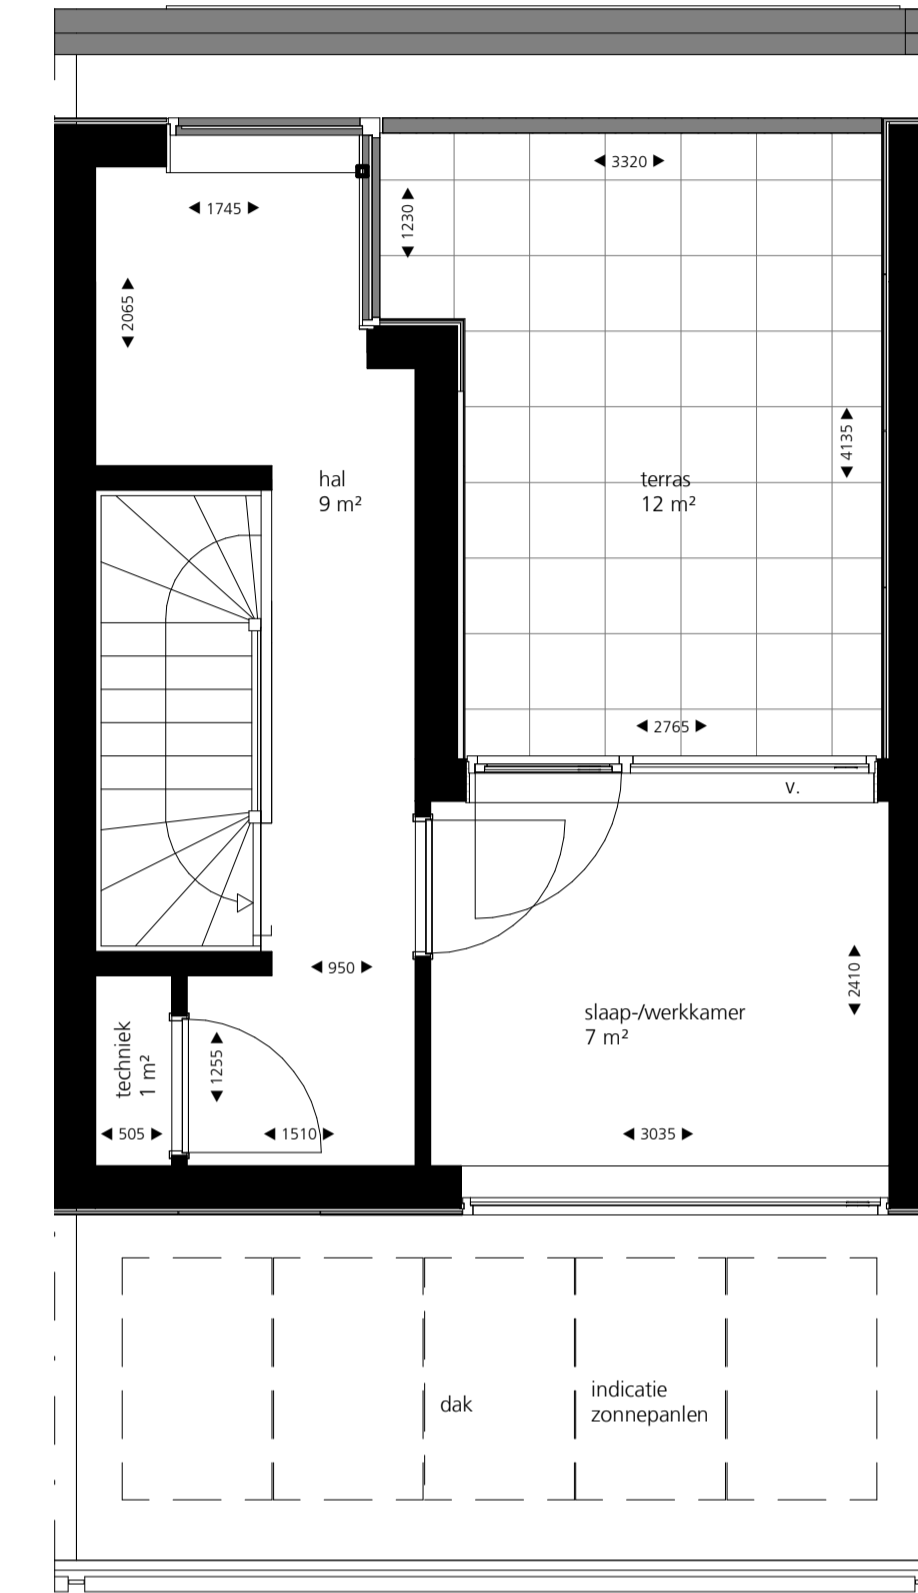 3320
1745
1230
2065
4135
hal
9 m²
terras
12 m²
2765
v.
950
2410
slaap-/werkkamer
7 m²
techniek
1 m²
1255
505
1510
3035
dak
indicatie
zonnepanlen